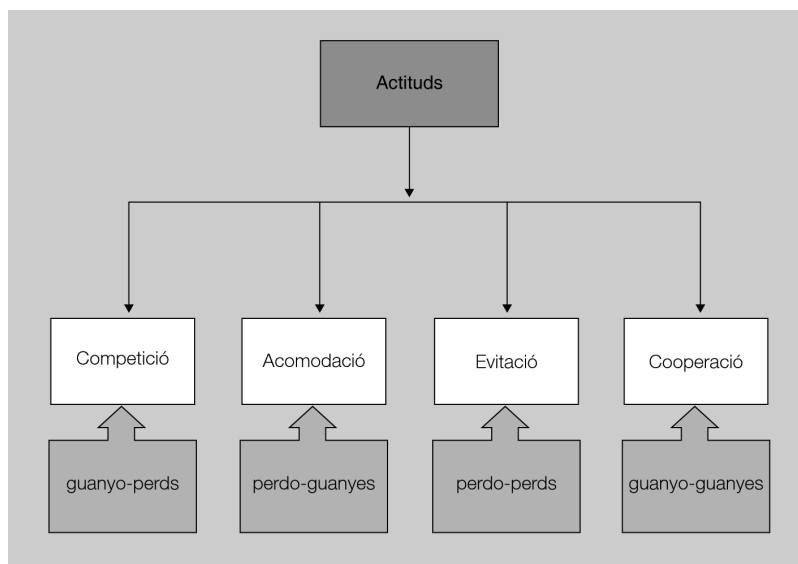 Actituds
Competició
Acomodació
Evitació
Cooperació
guanyo-perds
perdo-guanyes
perdo-perds
guanyo-guanyes